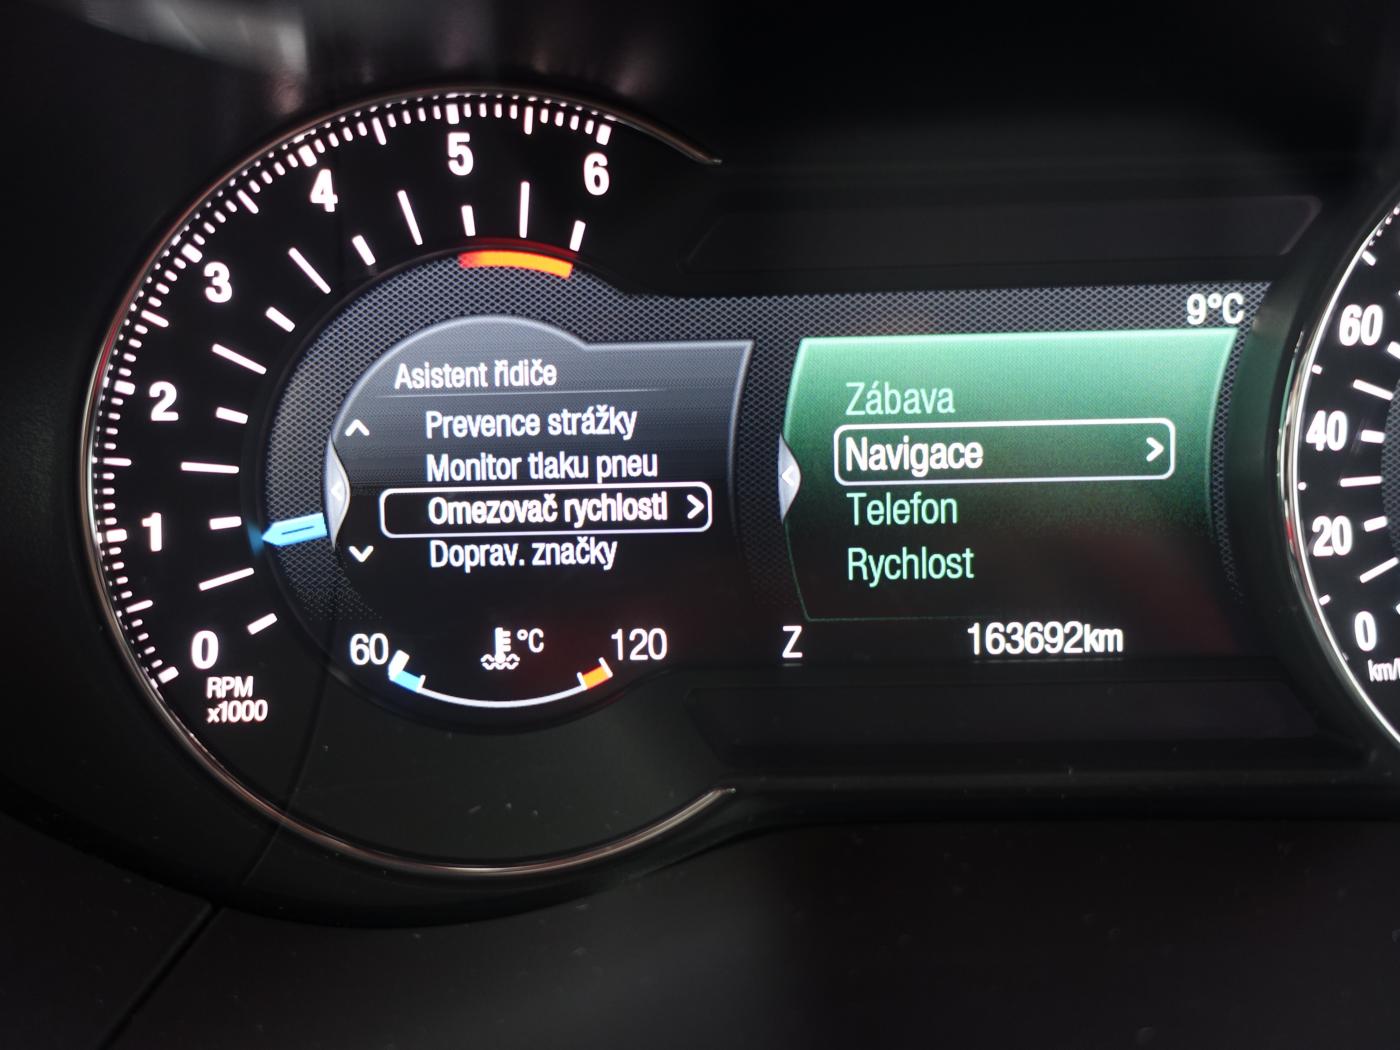 5
6
4
3
2
1
0
RPM
x1000
9°C
Asistent řidiče
Prevence strážky
Monitor tlaku pneu
Omezovač rychlosti
Doprav. značky
60
°C
120
Zábava
Navigace
Telefon
Rychlost
Z
163692km
60
40
20
0